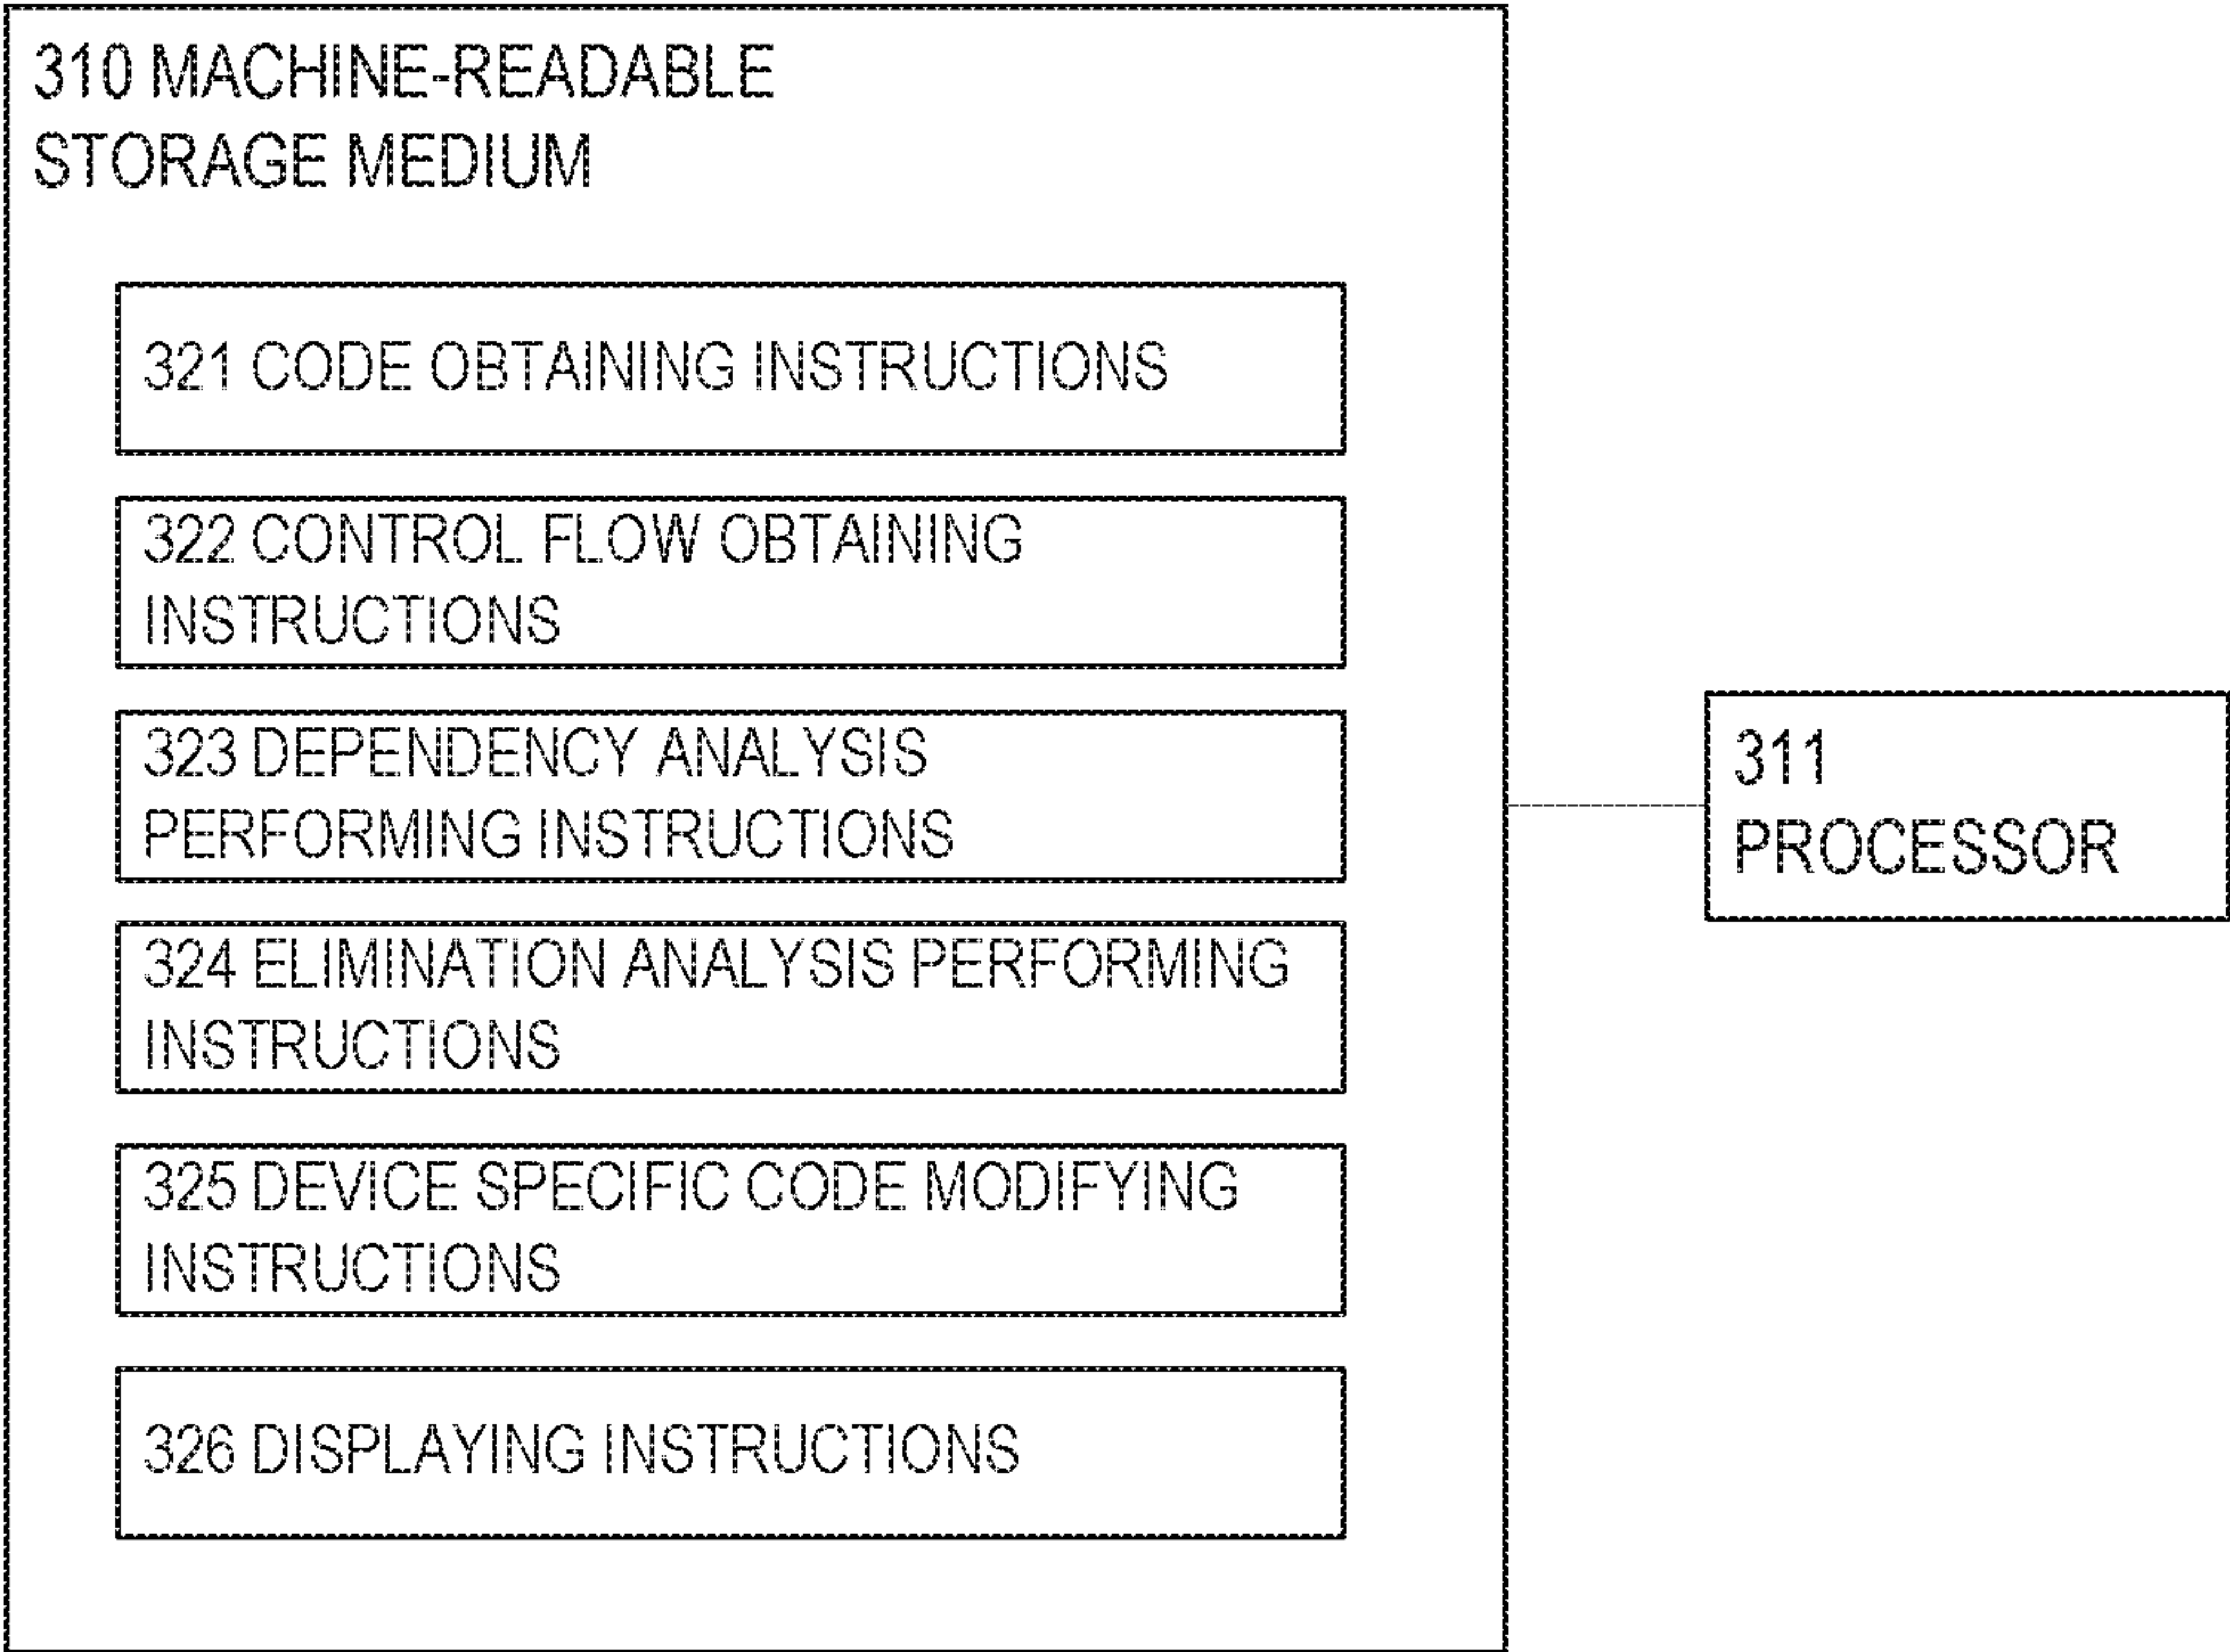 310 MACHINE-READABLE
STORAGE MEDIUM
321 CODE OBTAINING INSTRUCTIONS
322 CONTROL FLOW OBTAINING
INSTRUCTIONS
323 DEPENDENCY ANALYSIS
PERFORMING INSTRUCTIONS
324 ELIMINATION ANALYSIS PERFORMING
INSTRUCTIONS
325 DEVICE SPECIFIC CODE MODIFYING
INSTRUCTIONS
326 DISPLAYING INSTRUCTIONS
311
PROCESSOR